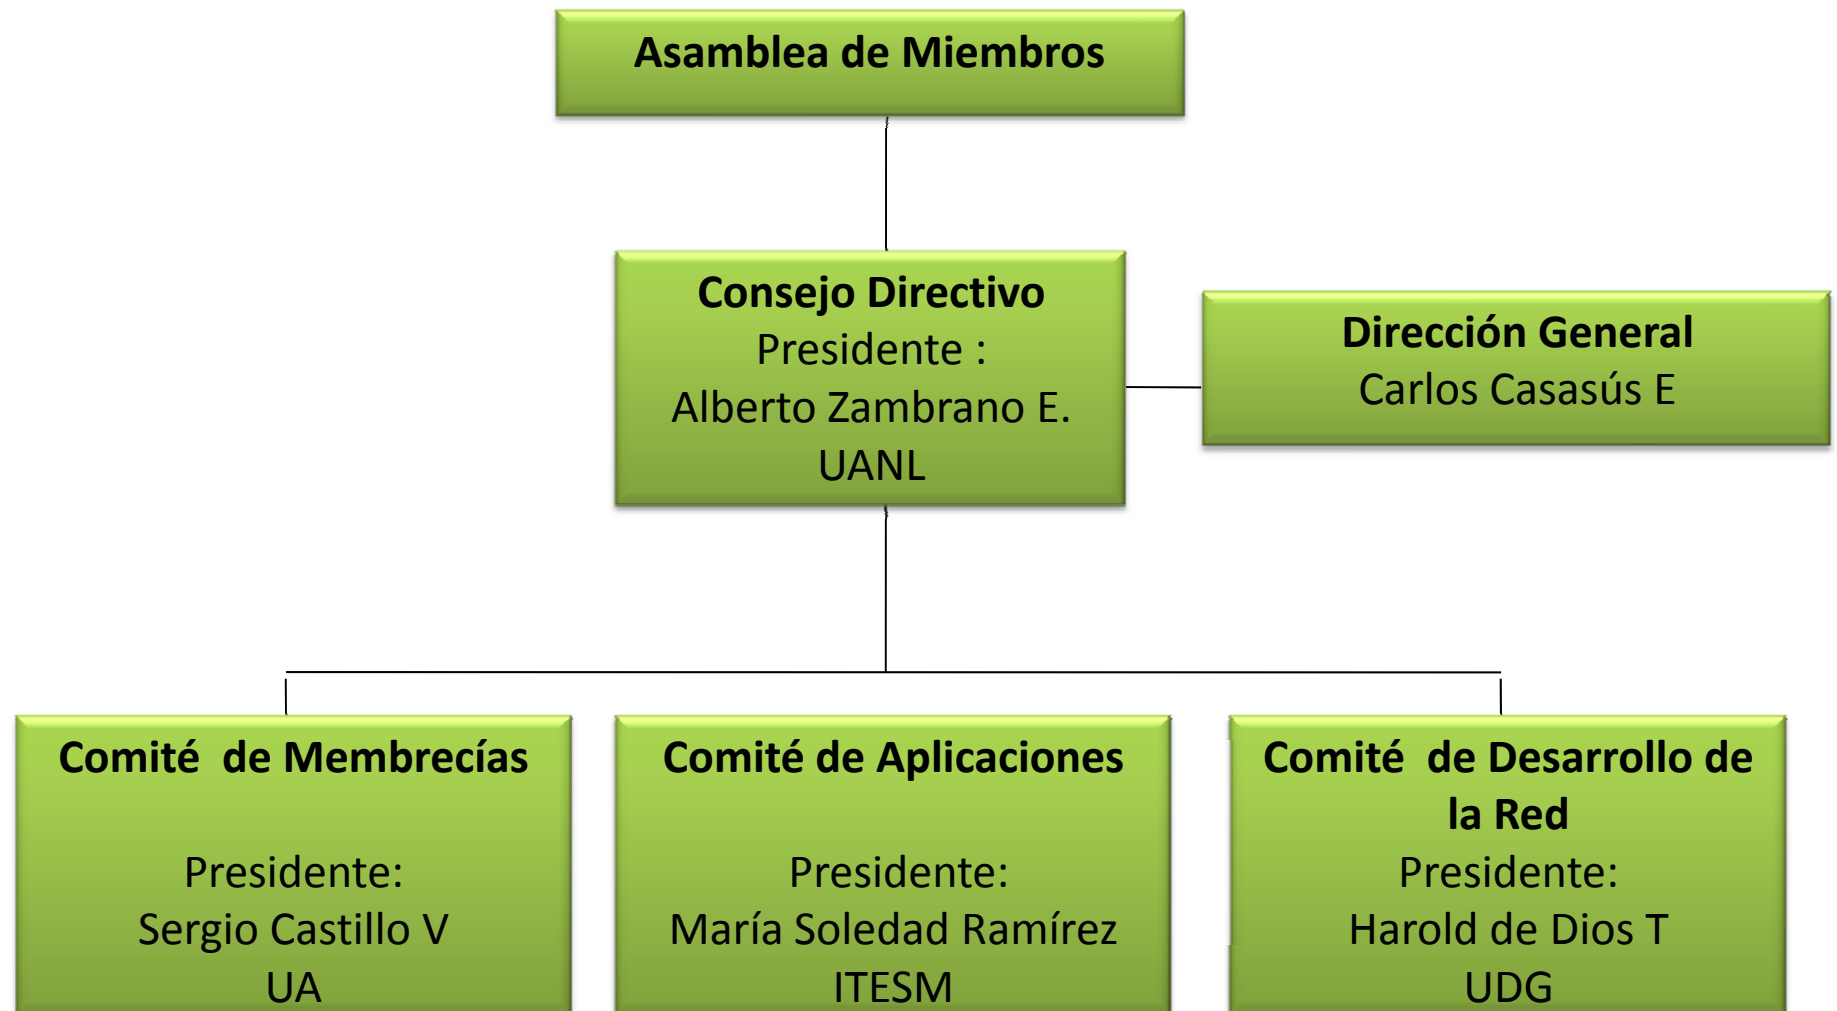 Asamblea de Miembros
Consejo Directivo
Presidente :
Alberto Zambrano E.
UANL
Dirección General
Carlos Casasús E
Comité  de Membrecías
Presidente:
Sergio Castillo V
UA
Comité de Aplicaciones
Presidente:
María Soledad Ramírez
ITESM
Comité  de Desarrollo de
la Red
Presidente:
Harold de Dios T
UDG